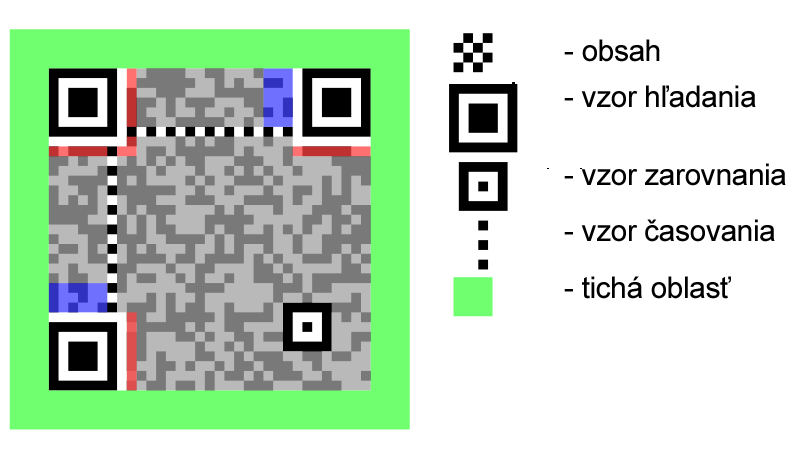 - obsah
- vzor hľadania
- vzor zarovnania
- vzor časovania
- tichá oblasť